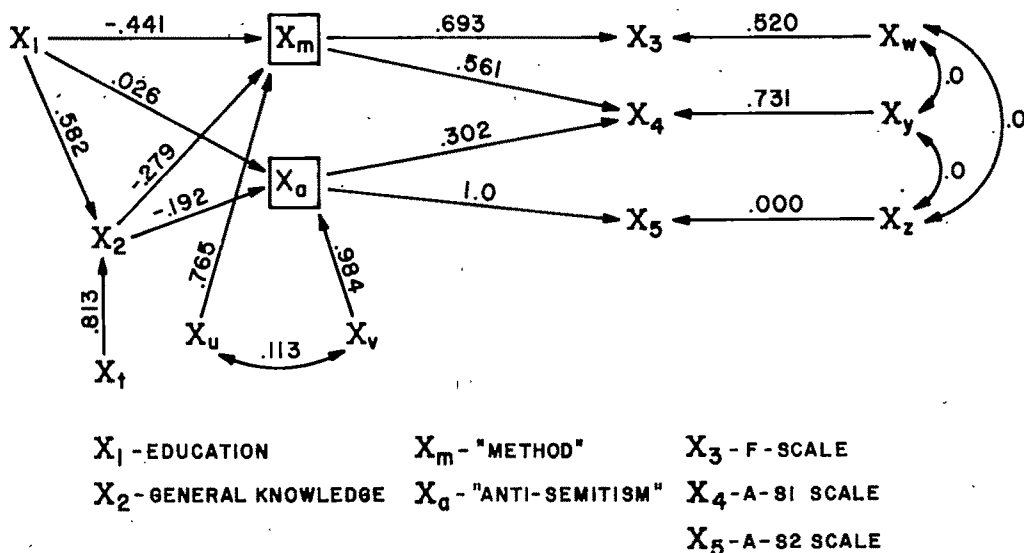 -.441
X1
Xm
.693
X3
.520
Xw
.026
.561
.0
.582
X4
.731
Xy
.0
-.279
.302
Xa
1.0
.0
-.192
X5
.000
Xz
X2
.765
.984
.813
Xu
.113
Xv
Xt
X1-EDUCATION
Xm-"METHOD"
X3-F-SCALE
X2-GENERAL KNOWLEDGE
Xa-"ANTI-SEMITISM"
X4-A-S1 SCALE
X5-A-S2 SCALE